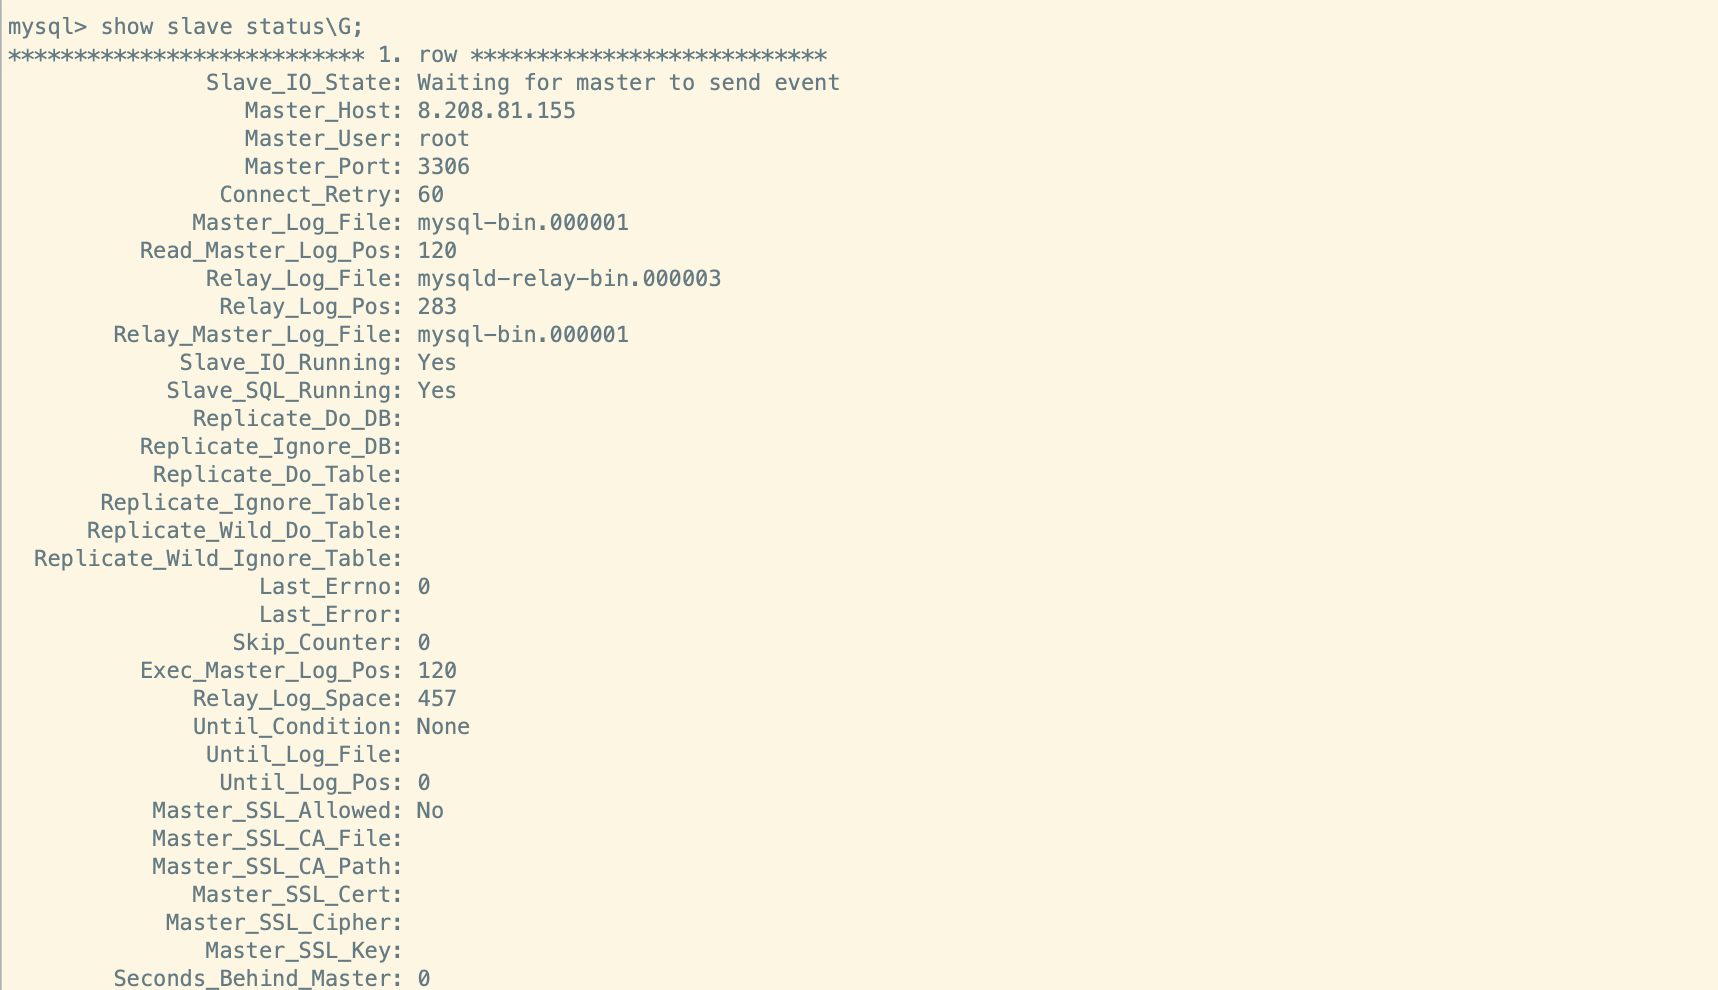 mysql> show slave status\G;
*************************** 1. row ***************************
Slave_IO_State: Waiting for master to send event
Master_Host: 8.208.81.155
Master_User: root
Master_Port: 3306
Connect_Retry: 60
Master_Log_File: mysql-bin.000001
Read_Master_Log_Pos: 120
Relay_Log_File: mysqld-relay-bin.000003
Relay_Log_Pos: 283
Relay_Master_Log_File: mysql-bin.000001
Slave_IO_Running: Yes
Slave_SQL_Running: Yes
Replicate_Do_DB:
Replicate_Ignore_DB:
Replicate_Do_Table:
Replicate_Ignore_Table:
Replicate_Wild_Do_Table:
Replicate_Wild_Ignore_Table:
Last_Errno: 0
Last_Error:
Skip_Counter: 0
Exec_Master_Log_Pos: 120
Relay_Log_Space: 457
Until_Condition: None
Until_Log_File:
Until_Log_Pos: 0
Master_SSL_Allowed: No
Master_SSL_CA_File:
Master_SSL_CA_Path:
Master_SSL_Cert:
Master_SSL_Cipher:
Master_SSL_Key:
Seconds_Behind_Master: 0